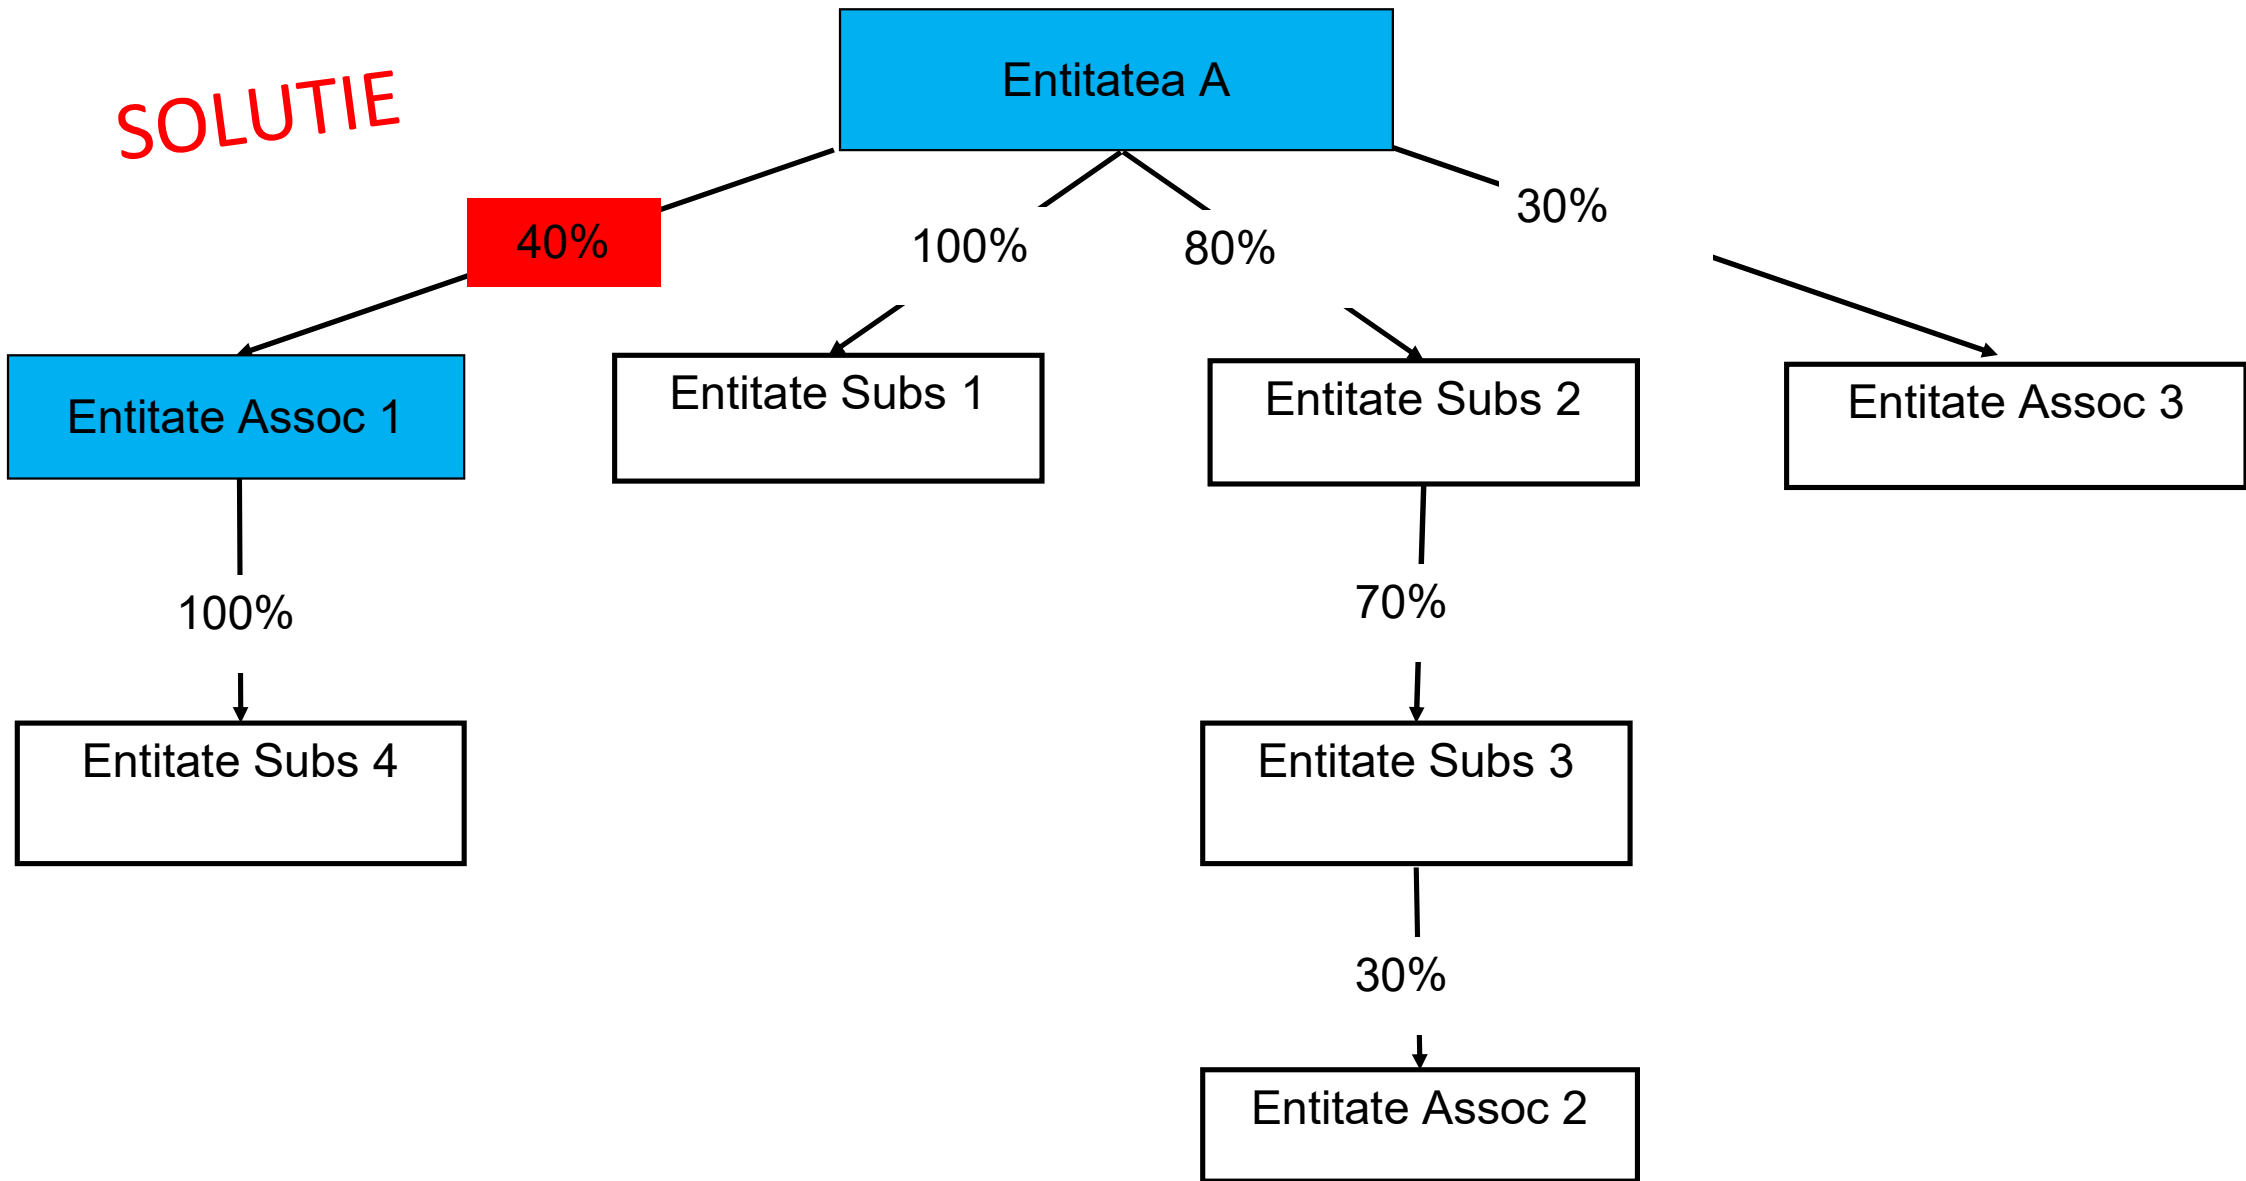 Entitatea A
SOLUTIE
40%
100%
80%
30%
Entitate Assoc 1
Entitate Subs 1
Entitate Subs 2
Entitate Assoc 3
100%
70%
Entitate Subs 4
Entitate Subs 3
30%
Entitate Assoc 2